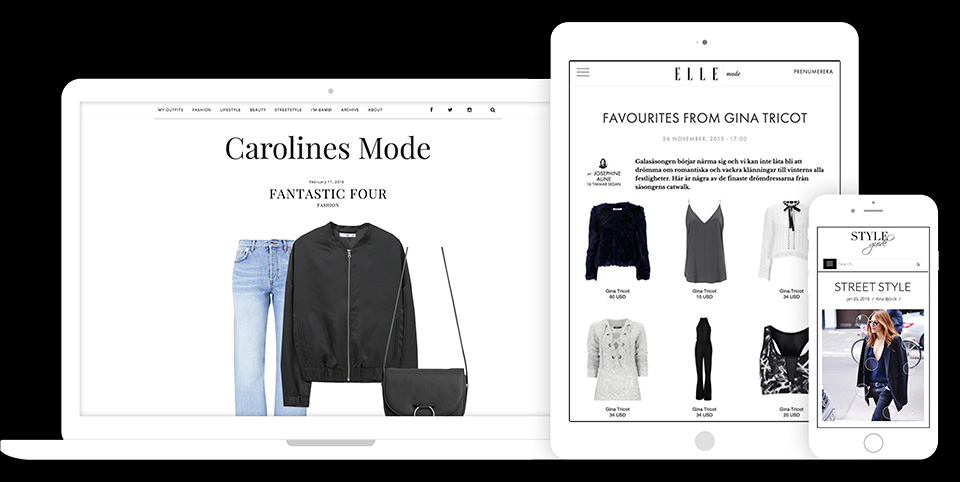 MY OUTFITS FASHION LIFESTYLE BEAUTY STREETSTYLE I'M BAMBI ARCHIVS ABOUT
Carolines Mode
February 11, 2016
FANTASTIC FOUR
FASHION
ELLE mode PRENUMERERA
FAVOURITES FROM GINA TRICOT
26 NOVEMBER, 2015 - 17:00
AV JOSEPHINE
AUNE
16 TIMMAR SEDAN
Galasäsongen börjar närma sig och vi kan inte låta bli att
drömma om romantiska och vackra klänningar till vinterns alla
festligheter. Här är några av de finaste drömdressarna från
säsongens catwalk.
Gina Tricot Gina Tricot Gina Tricot
80 USD 15 USD 34 USD
Gina Tricot Gina Tricot Gina Tricot
34 USD 34 USD 20 USD
STYLE
guide
Search...
STREET STYLE
Jan 25, 2016 / Kina Björck /